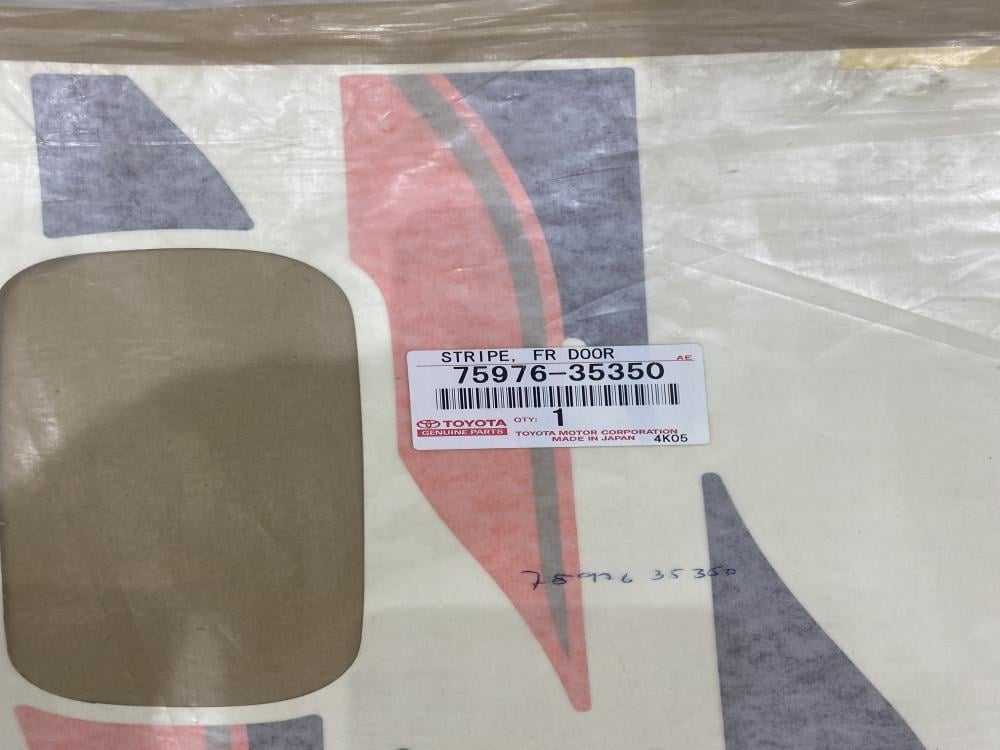 STRIPE, FR DOOR
AE
75976-35350
QTY: 1
TOYOTA
GENUINE PARTS
TOYOTA MOTOR CORPORATION
MADE IN JAPAN
4K05
75976 35350